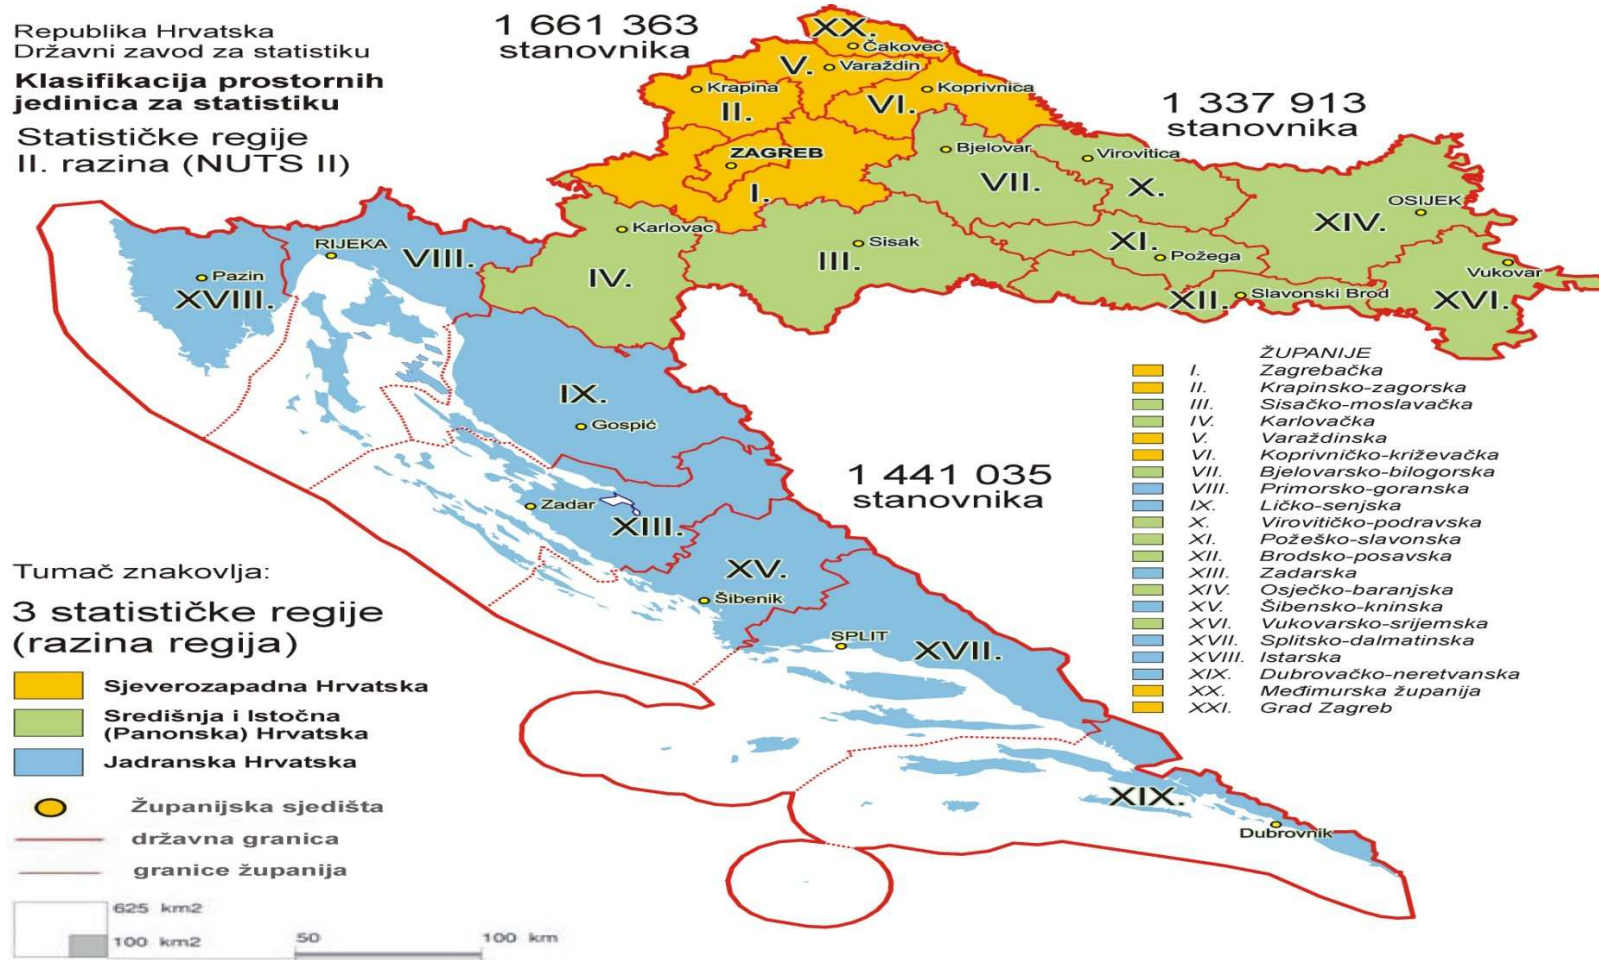 Republika Hrvatska
Državni zavod za statistiku
Klasifikacija prostornih
jedinica za statistiku
Statističke regije
II. razina (NUTS II)
1 661 363
stanovnika
1 337 913
stanovnika
1 441 035
stanovnika
XX.
Čakovec
V.
Varaždin
Krapina
II.
VI.
Koprivnica
ZAGREB
I.
Bjelovar
VII.
Virovitica
X.
OSIJEK
XIV.
Karlovac
IV.
Sisak
III.
XI.
Požega
XII.
Slavonski Brod
Vukovar
XVI.
RIJEKA
VIII.
Pazin
XVIII.
IX.
Gospić
Zadar
XIII.
XV.
Šibenik
SPLIT
XVII.
XIX.
Dubrovnik
ŽUPANIJE
I. Zagrebačka
II. Krapinsko-zagorska
III. Sisačko-moslavačka
IV. Karlovačka
V. Varaždinska
VI. Koprivničko-križevačka
VII. Bjelovarsko-bilogorska
VIII. Primorsko-goranska
IX. Ličko-senjska
X. Virovitičko-podravska
XI. Požeško-slavonska
XII. Brodsko-posavska
XIII. Zadarska
XIV. Osječko-baranjska
XV. Šibensko-kninska
XVI. Vukovarsko-srijemska
XVII. Splitsko-dalmatinska
XVIII. Istarska
XIX. Dubrovačko-neretvanska
XX. Međimurska županija
XXI. Grad Zagreb
Tumač znakovlja:
3 statističke regije
(razina regija)
Sjeverozapadna Hrvatska
Središnja i Istočna
(Panonska) Hrvatska
Jadranska Hrvatska
Županijska sjedišta
državna granica
granice županija
625 km2
100 km2
50
100 km